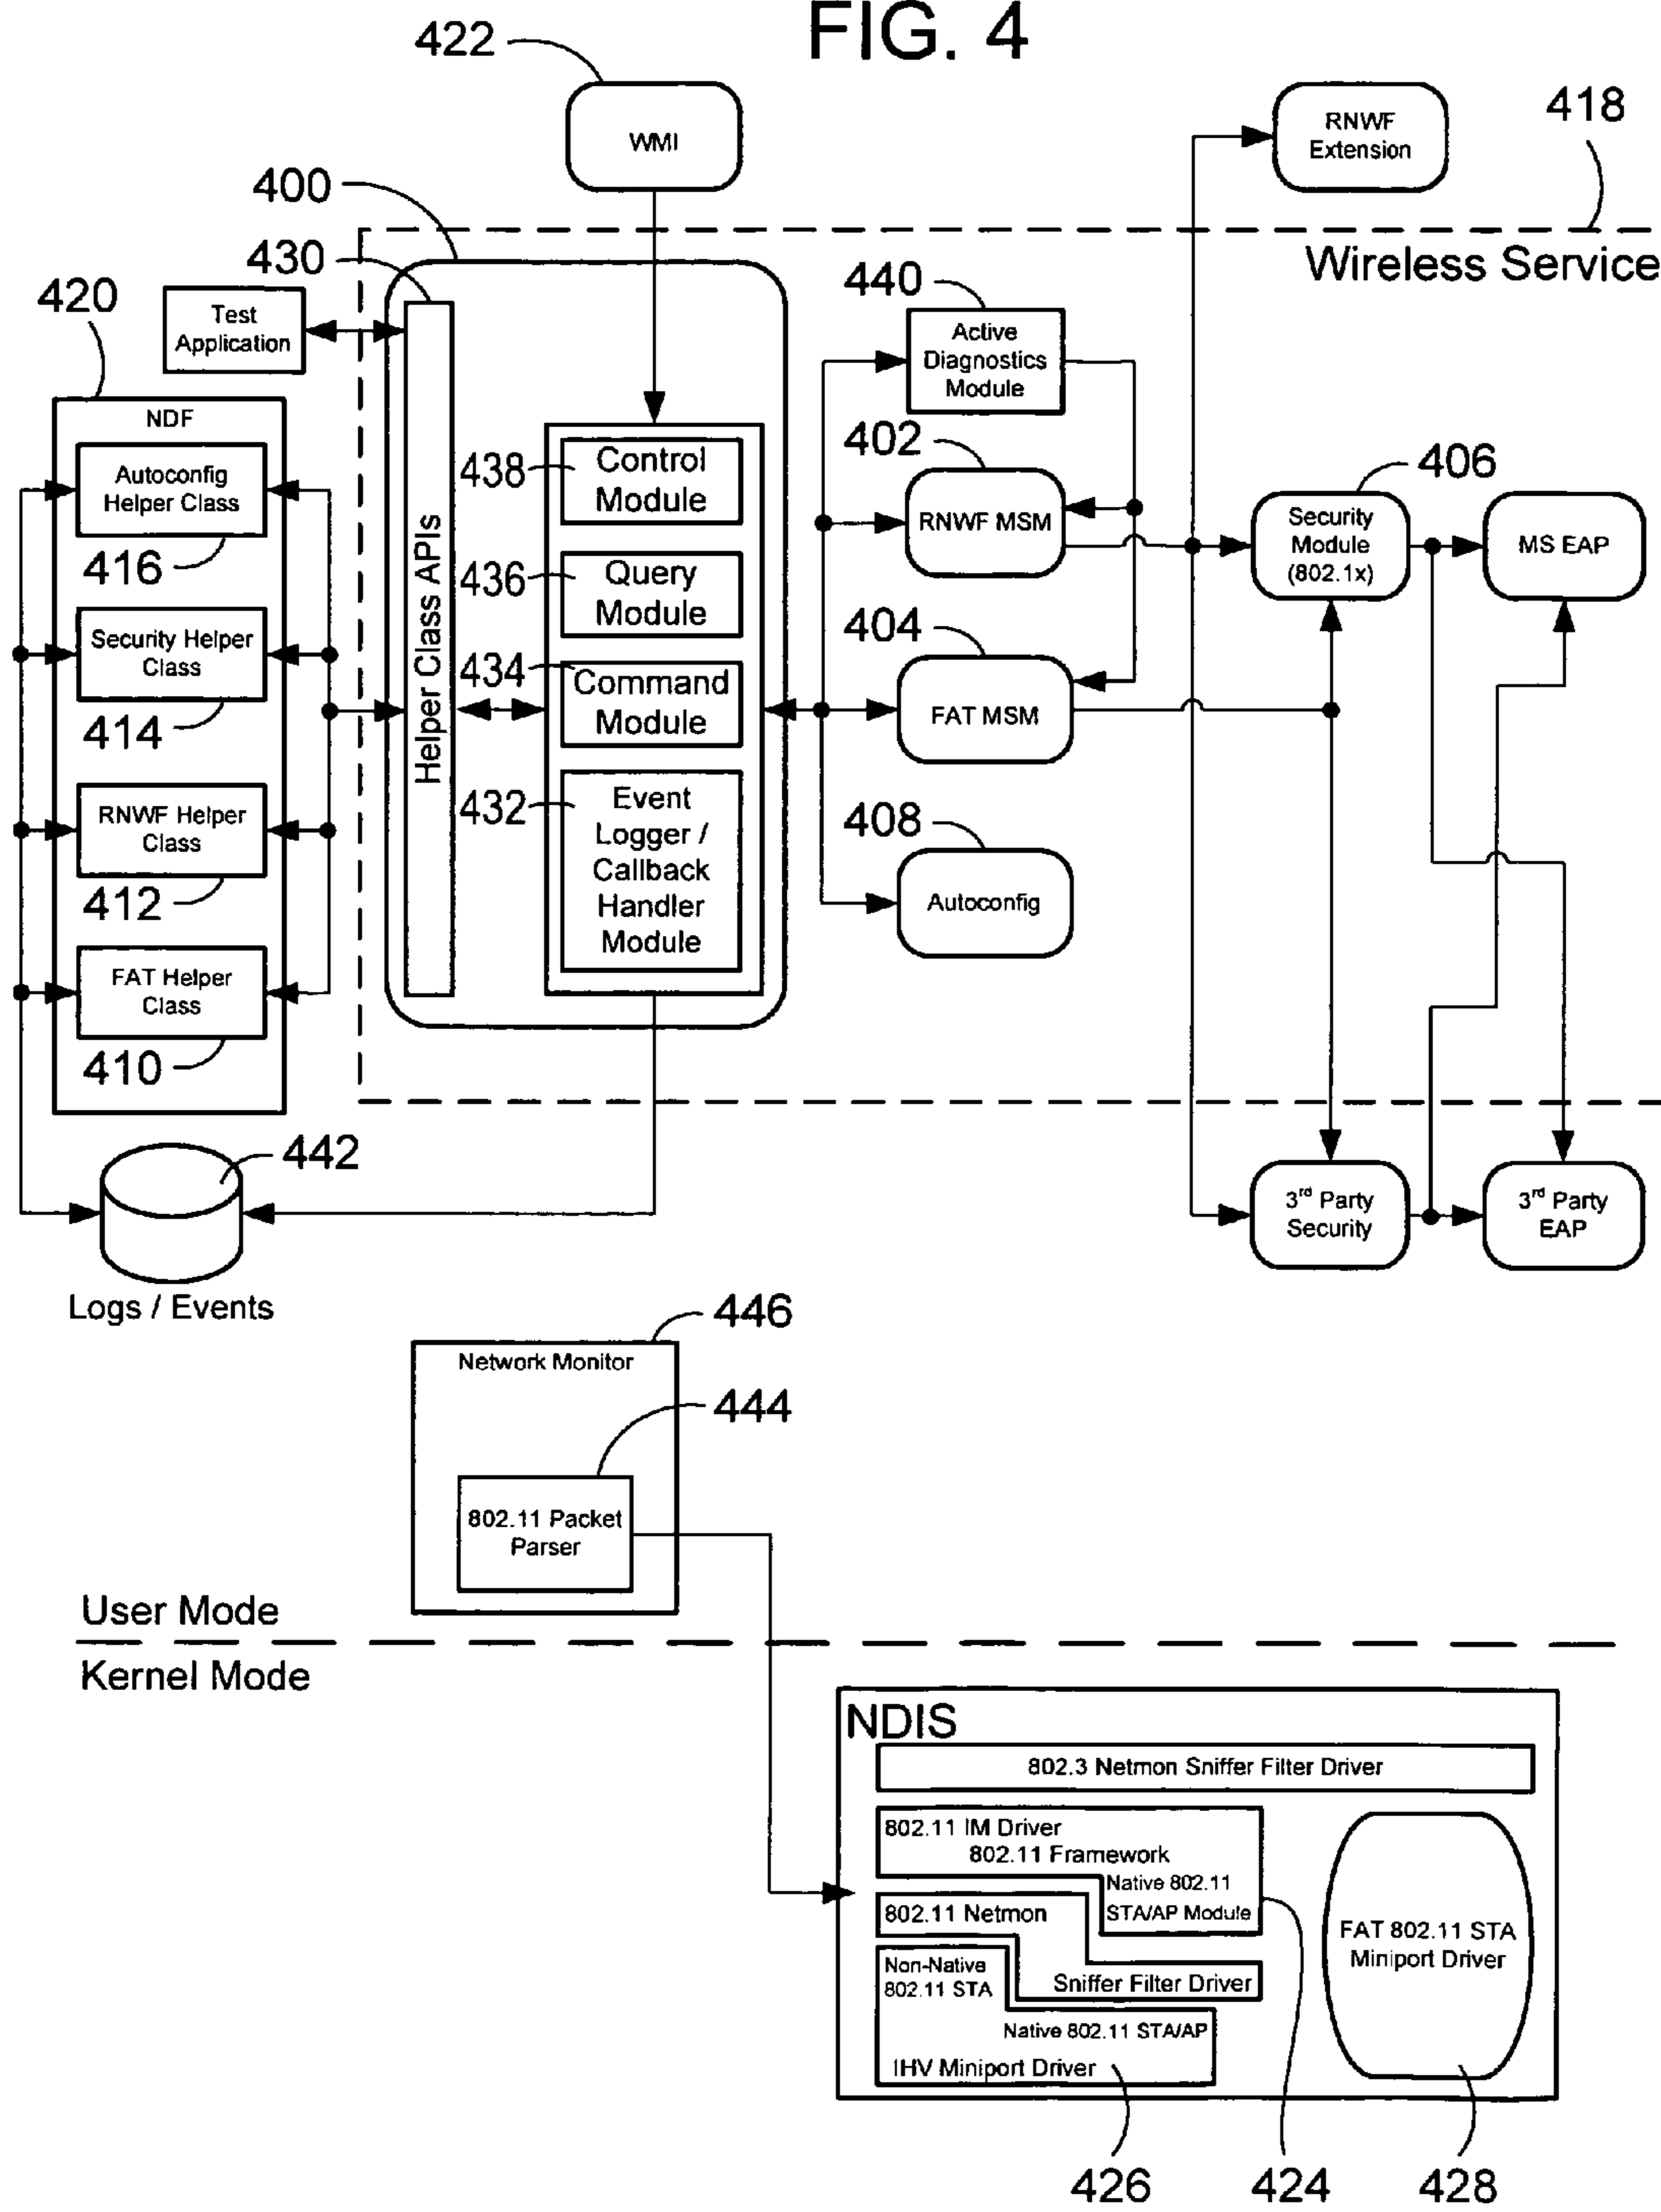 FIG. 4
422
WMI
RNWF
Extension
418
400
Wireless Service
430
440
420
Test
Application
Active
Diagnostics
Module
NDF
402
406
438
Control
Module
Autoconfig
Helper Class
RNWF MSM
Security
Module
(802.1x)
MS EAP
416
436
Query
Module
Helper Class APIs
404
Security Helper
Class
434
Command
Module
FAT MSM
414
432
Event
Logger /
Callback
Handler
Module
RNWF Helper
Class
408
412
Autoconfig
FAT Helper
Class
410
442
3rd Party
Security
3rd Party
EAP
Logs / Events
446
Network Monitor
444
802.11 Packet
Parser
User Mode
Kernel Mode
NDIS
802.3 Netmon Sniffer Filter Driver
802.11 IM Driver
802.11 Framework
Native 802.11
STA/AP Module
802.11 Netmon
Sniffer Filter Driver
FAT 802.11 STA
Miniport Driver
Non-Native
802.11 STA
Native 802.11 STA/AP
IHV Miniport Driver
426
424
428